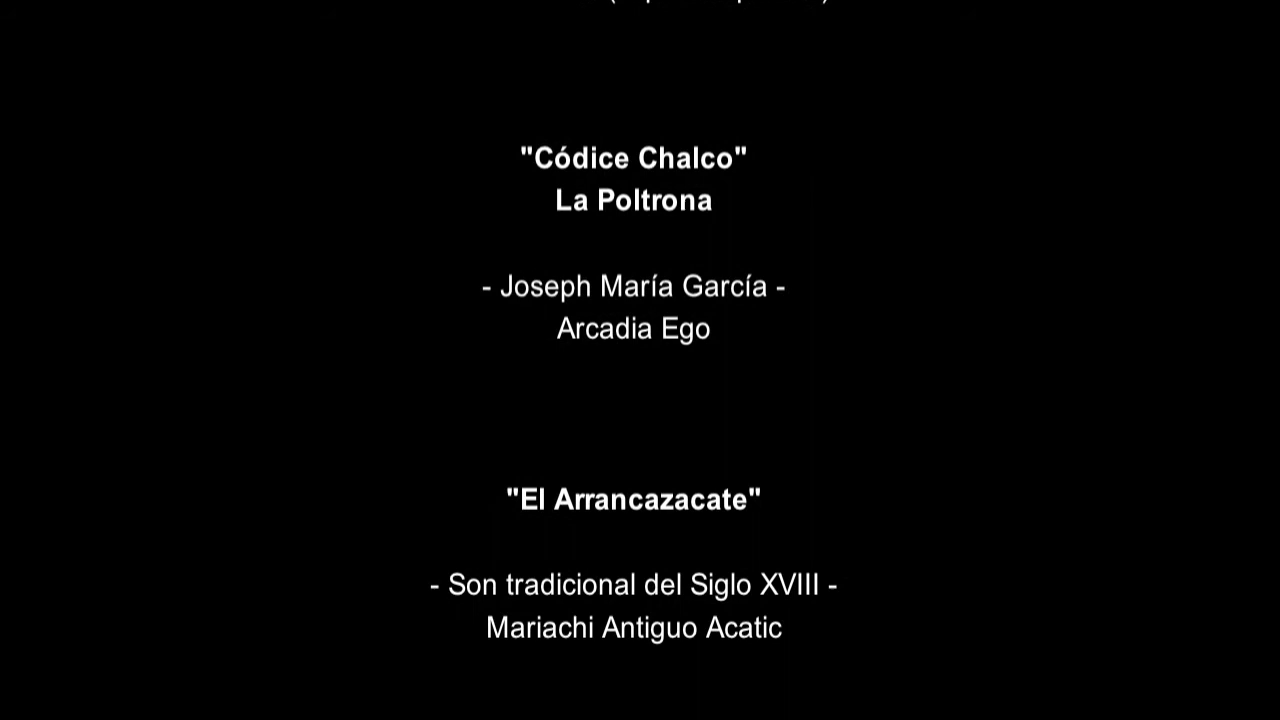 "Códice Chalco"
La Poltrona
- Joseph María García -
Arcadia Ego
"El Arrancazacate"
- Son tradicional del Siglo XVIII -
Mariachi Antiguo Acatic